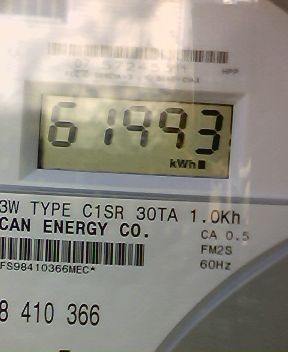 61993
kWh
3W TYPE C1SR 30TA 1.0Kh
CAN ENERGY CO.
CA 0.5
FM2S
FS98410366MEC*
60Hz
8 410 366